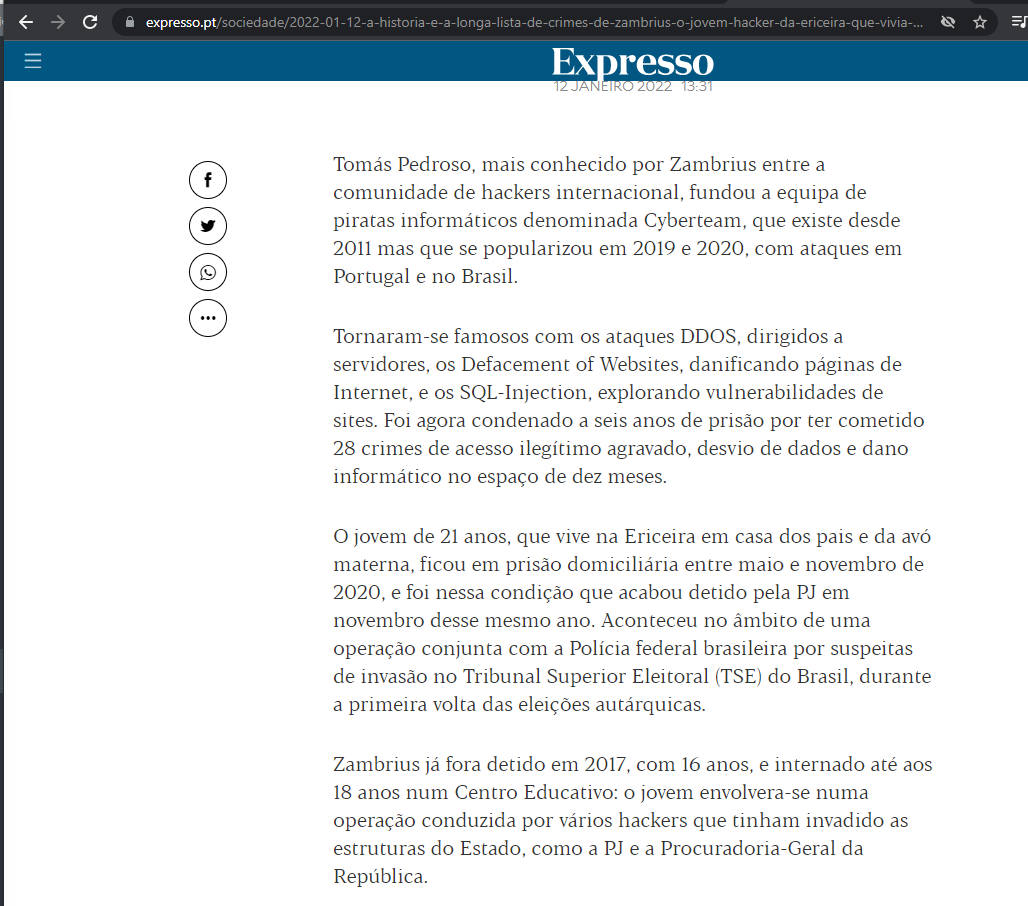 expresso.pt/sociedade/2022-01-12-a-historia-e-a-longa-lista-de-crimes-de-zambrius-o-jovem-hacker-da-ericeira-que-vivia-...
Expresso
12 JANEIRO 2022 13:31
Tomás Pedroso, mais conhecido por Zambrius entre a
comunidade de hackers internacional, fundou a equipa de
piratas informáticos denominada Cyberteam, que existe desde
2011 mas que se popularizou em 2019 e 2020, com ataques em
Portugal e no Brasil.
Tornaram-se famosos com os ataques DDOS, dirigidos a
servidores, os Defacement of Websites, danificando páginas de
Internet, e os SQL-Injection, explorando vulnerabilidades de
sites. Foi agora condenado a seis anos de prisão por ter cometido
28 crimes de acesso ilegítimo agravado, desvio de dados e dano
informático no espaço de dez meses.
O jovem de 21 anos, que vive na Ericeira em casa dos pais e da avó
materna, ficou em prisão domiciliária entre maio e novembro de
2020, e foi nessa condição que acabou detido pela PJ em
novembro desse mesmo ano. Aconteceu no âmbito de uma
operação conjunta com a Polícia federal brasileira por suspeitas
de invasão no Tribunal Superior Eleitoral (TSE) do Brasil, durante
a primeira volta das eleições autárquicas.
Zambrius já fora detido em 2017, com 16 anos, e internado até aos
18 anos num Centro Educativo: o jovem envolvera-se numa
operação conduzida por vários hackers que tinham invadido as
estruturas do Estado, como a PJ e a Procuradoria-Geral da
República.